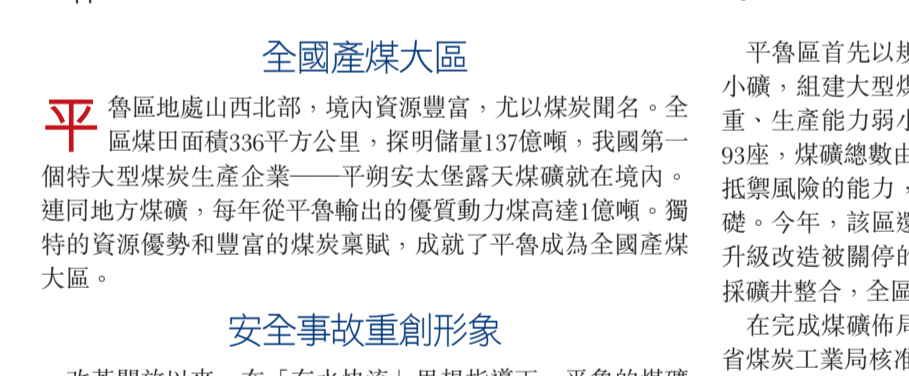 全國產煤大區
平魯區地處山西北部，境內資源豐富，尤以煤炭聞名。全
區煤田面積336平方公里，探明儲量137億噸，我國第一
個特大型煤炭生產企業——平朔安太堡露天煤礦就在境內。
連同地方煤礦，每年從平魯輸出的優質動力煤高達1億噸。獨
特的資源優勢和豐富的煤炭稟賦，成就了平魯成為全國產煤
大區。
安全事故重創形象
平魯區首先以規
小礦，組建大型煤
重、生產能力弱小
93座，煤礦總數由
抵禦風險的能力，
礎。今年，該區還
升級改造被關停的
採礦井整合，全區
在完成煤礦佈局
省煤炭工業局核准